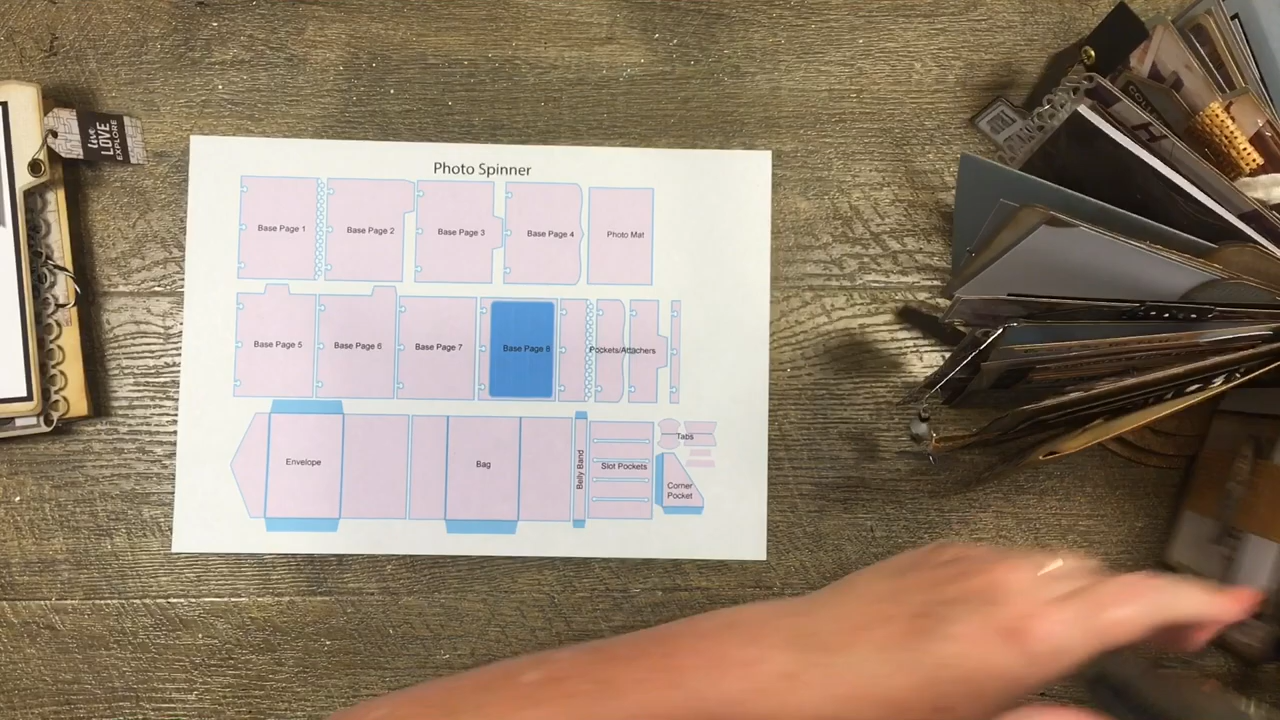 Photo Spinner
Base Page 1
Base Page 2
Base Page 3
Base Page 4
Photo Mat
Base Page 5
Base Page 6
Base Page 7
Base Page 8
Pockets/Attachers
Envelope
Bag
Belly Band
Slot Pockets
Tabs
Corner
Pocket
live
LOVE
EXPLORE